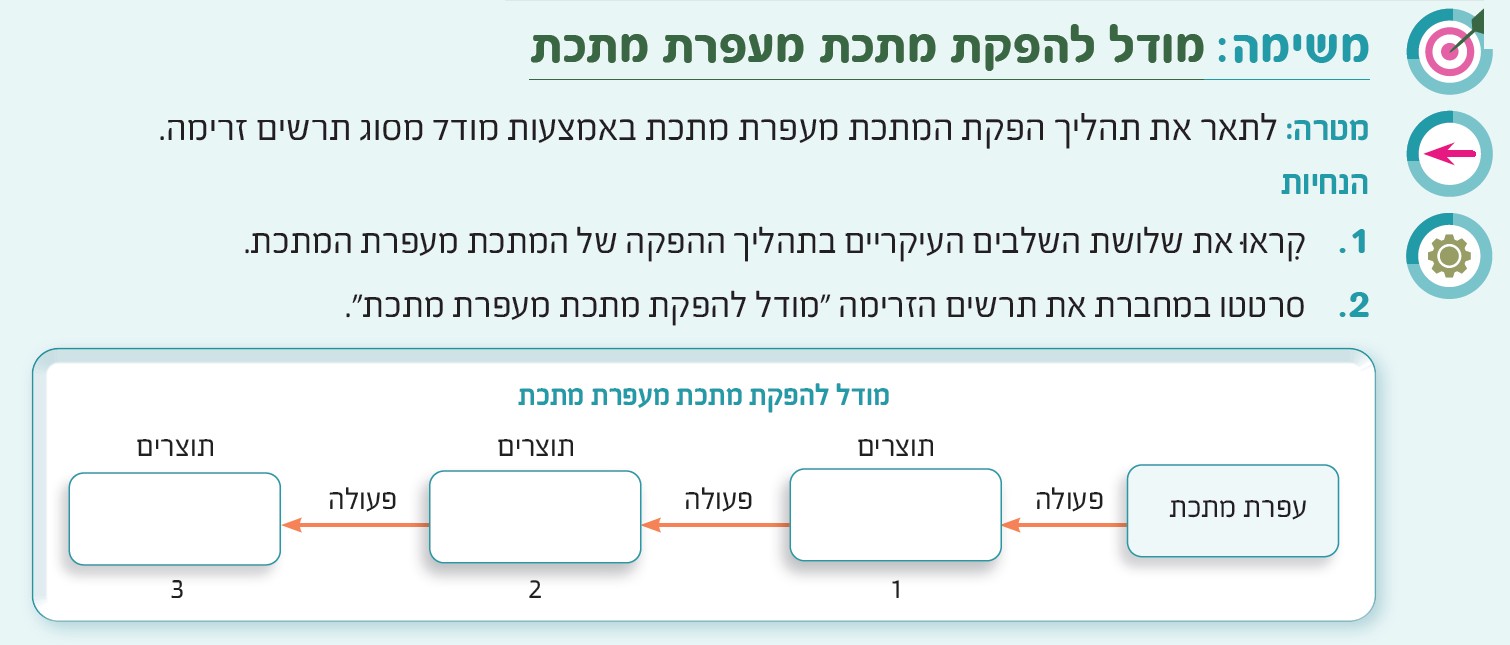 משימה: מודל להפקת מתכת מעפרת מתכת
מטרה: לתאר את תהליך הפקת המתכת מעפרת מתכת באמצעות מודל מסוג תרשים זרימה.
הנחיות
1. קִראוּ את שלושת השלבים העיקריים בתהליך ההפקה של המתכת מעפרת המתכת.
2. סרטטו במחברת את תרשים הזרימה "מודל להפקת מתכת מעפרת מתכת".
מודל להפקת מתכת מעפרת מתכת
תוצרים תוצרים תוצרים
עפרת מתכת פעולה פעולה פעולה
1 2 3